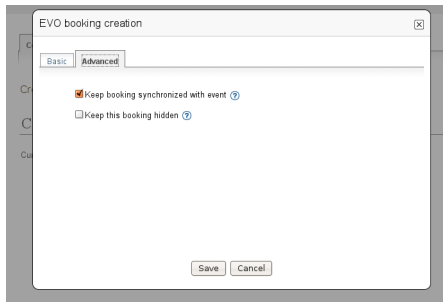 EVO booking creation
Basic
Advanced
Keep booking synchronized with event ?
Keep this booking hidden ?
Save
Cancel